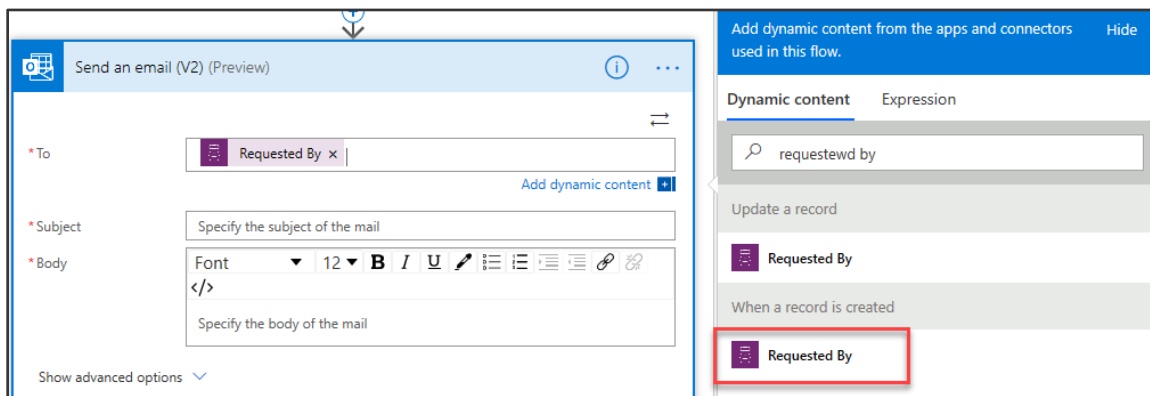 Send an email (V2) (Preview)
*To
Requested By ×
Add dynamic content
*Subject
Specify the subject of the mail
*Body
Font 12 B I U
</>
Specify the body of the mail
Show advanced options
Add dynamic content from the apps and connectors
used in this flow.
Hide
Dynamic content Expression
requestewd by
Update a record
Requested By
When a record is created
Requested By